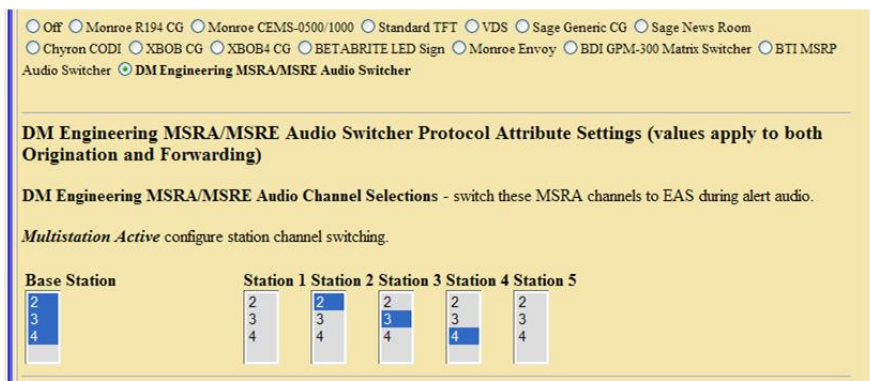 Off Monroe R194 CG Monroe CEMS-0500/1000 Standard TFT VDS Sage Generic CG Sage News Room
Chyron CODI XBOB CG XBOB4 CG BETABRITE LED Sign Monroe Envoy BDI GPM-300 Matrix Switcher BTI MSRP
Audio Switcher DM Engineering MSRA/MSRE Audio Switcher
DM Engineering MSRA/MSRE Audio Switcher Protocol Attribute Settings (values apply to both
Origination and Forwarding)
DM Engineering MSRA/MSRE Audio Channel Selections - switch these MSRA channels to EAS during alert audio.
Multistation Active configure station channel switching.
Base Station Station 1 Station 2 Station 3 Station 4 Station 5
2 2 2 2 2 2
3 3 3 3 3 3
4 4 4 4 4 4